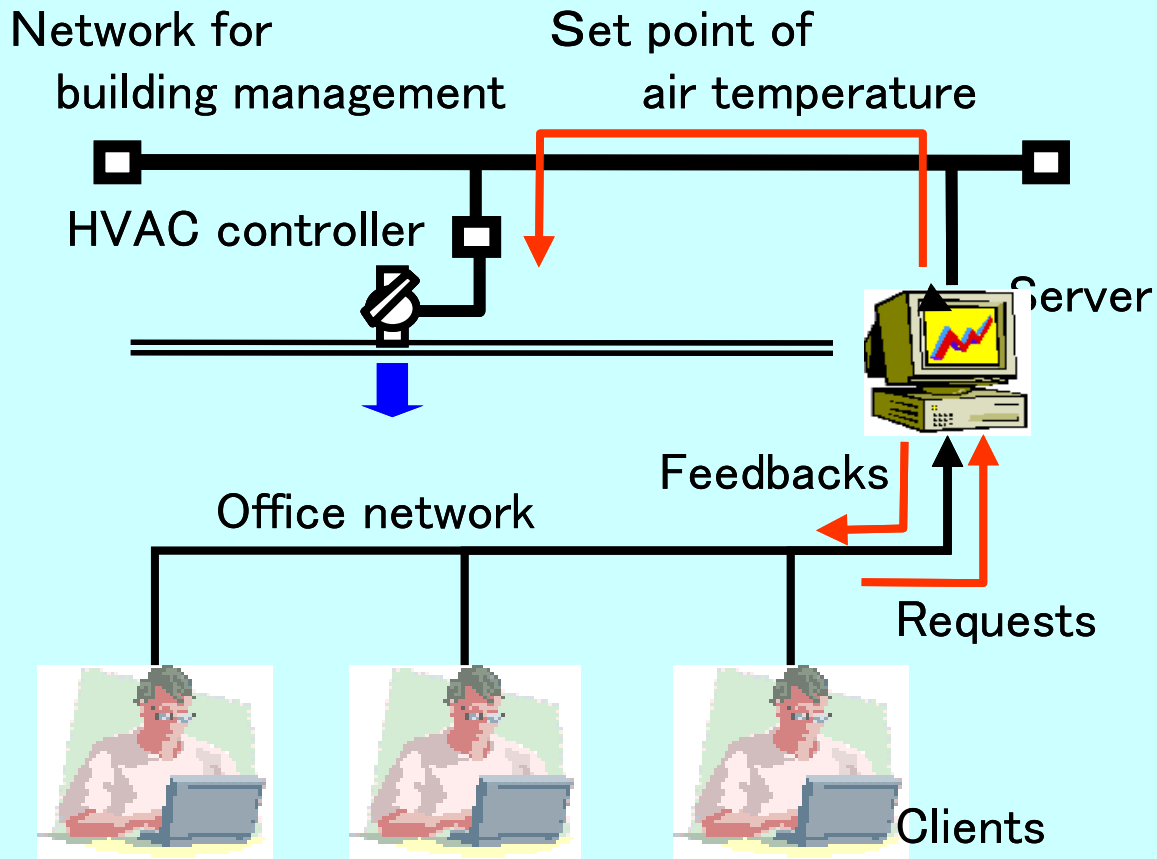 Network for
building management
Set point of
air temperature
HVAC controller
Server
Feedbacks
Office network
Requests
Clients